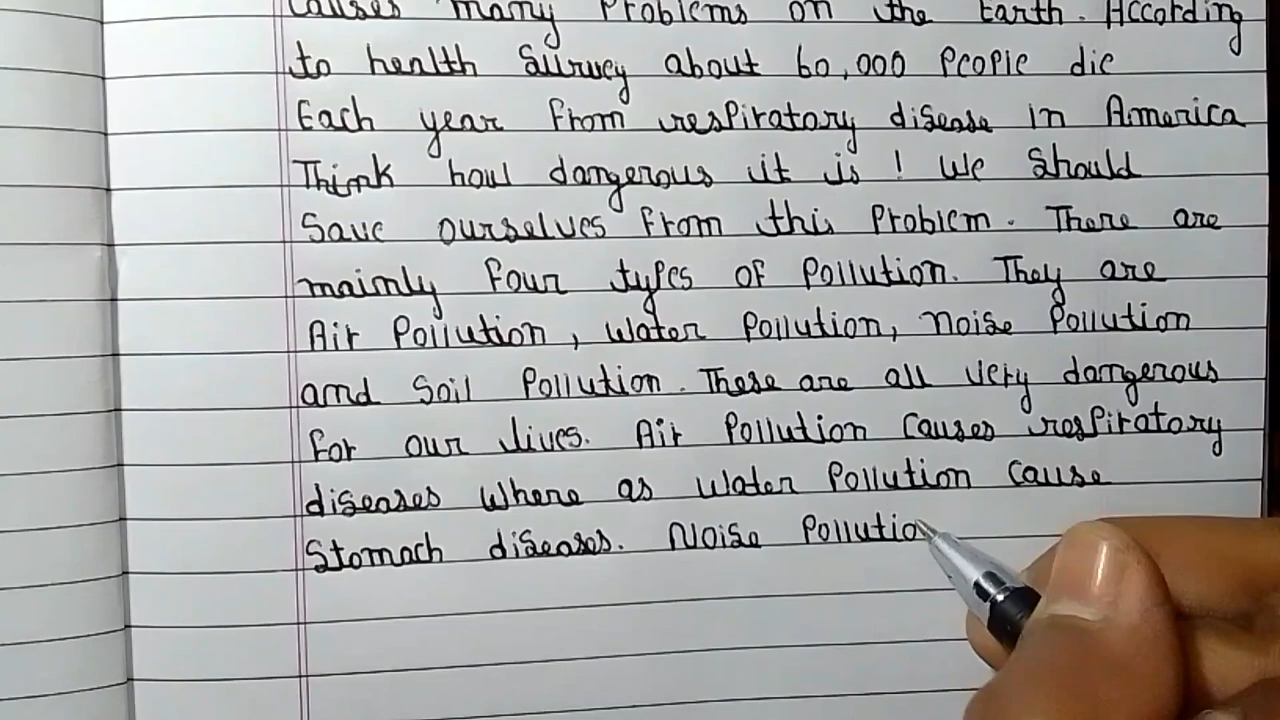 Causes many Problems on the Earth. According
to health Survey about 60,000 People die
Each year From respiratory disease in America
Think how dangerous it is ! We Should
Save ourselves From this Problem. There are
mainly Four types of Pollution. They are
Air Pollution, Water Pollution, Noise Pollution
and Soil Pollution. These are all very dangerous
For our lives. Air Pollution Causes respiratory
diseases Where as Water Pollution Cause
Stomach diseases. Noise Pollutio